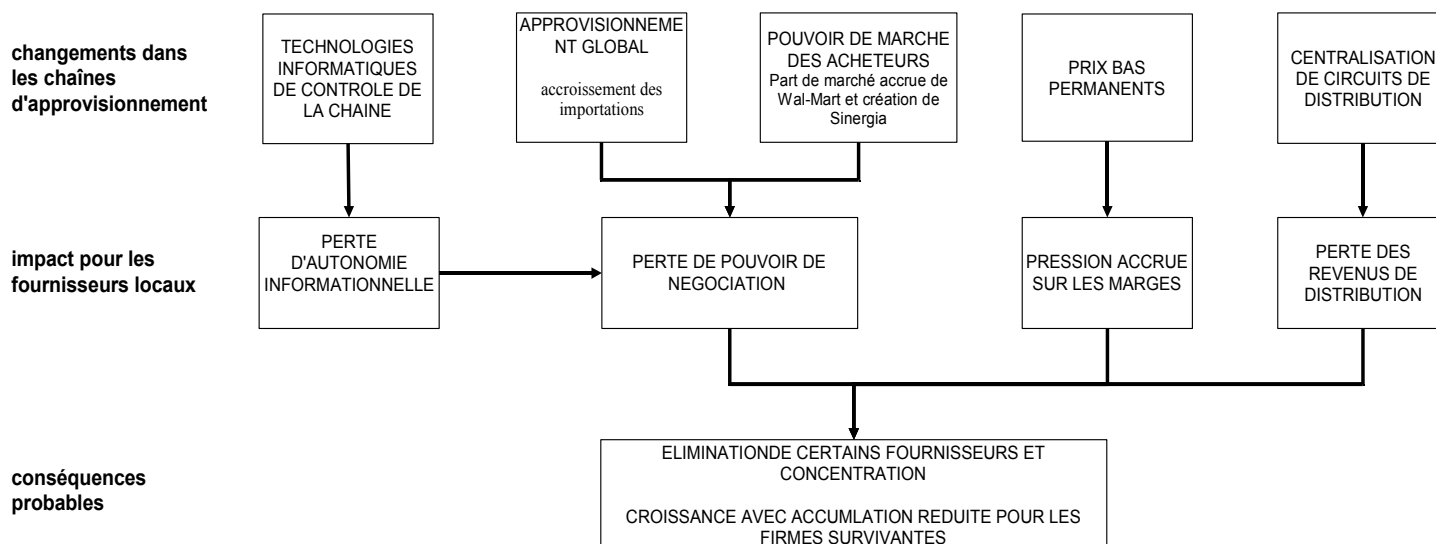 changements dans
les chaînes
d'approvisionnement
TECHNOLOGIES
INFORMATIQUES
DE CONTROLE DE
LA CHAINE
APPROVISIONNEME
NT GLOBAL
accroissement des
importations
POUVOIR DE MARCHE
DES ACHETEURS
Part de marché accrue de
Wal-Mart et création de
Sinergia
PRIX BAS
PERMANENTS
CENTRALISATION
DE CIRCUITS DE
DISTRIBUTION
impact pour les
fournisseurs locaux
PERTE
D'AUTONOMIE
INFORMATIONNELLE
PERTE DE POUVOIR DE
NEGOCIATION
PRESSION ACCRUE
SUR LES MARGES
PERTE DES
REVENUS DE
DISTRIBUTION
conséquences
probables
ELIMINATIONDE CERTAINS FOURNISSEURS ET
CONCENTRATION
CROISSANCE AVEC ACCUMLATION REDUITE POUR LES
FIRMES SURVIVANTES